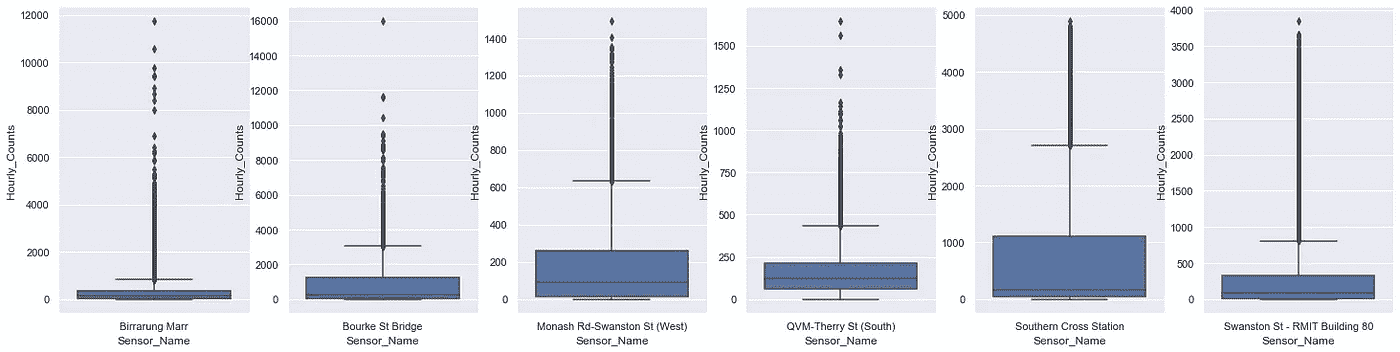 Hourly_Counts
12000
10000
8000
6000
4000
2000
0
Birrarung Marr
Sensor_Name
Hourly_Counts
16000
14000
12000
10000
8000
6000
4000
2000
0
Bourke St Bridge
Sensor_Name
Hourly_Counts
1400
1200
1000
800
600
400
200
0
Monash Rd-Swanston St (West)
Sensor_Name
Hourly_Counts
1500
1250
1000
750
500
250
0
QVM-Therry St (South)
Sensor_Name
Hourly_Counts
5000
4000
3000
2000
1000
0
Southern Cross Station
Sensor_Name
Hourly_Counts
4000
3500
3000
2500
2000
1500
1000
500
0
Swanston St - RMIT Building 80
Sensor_Name